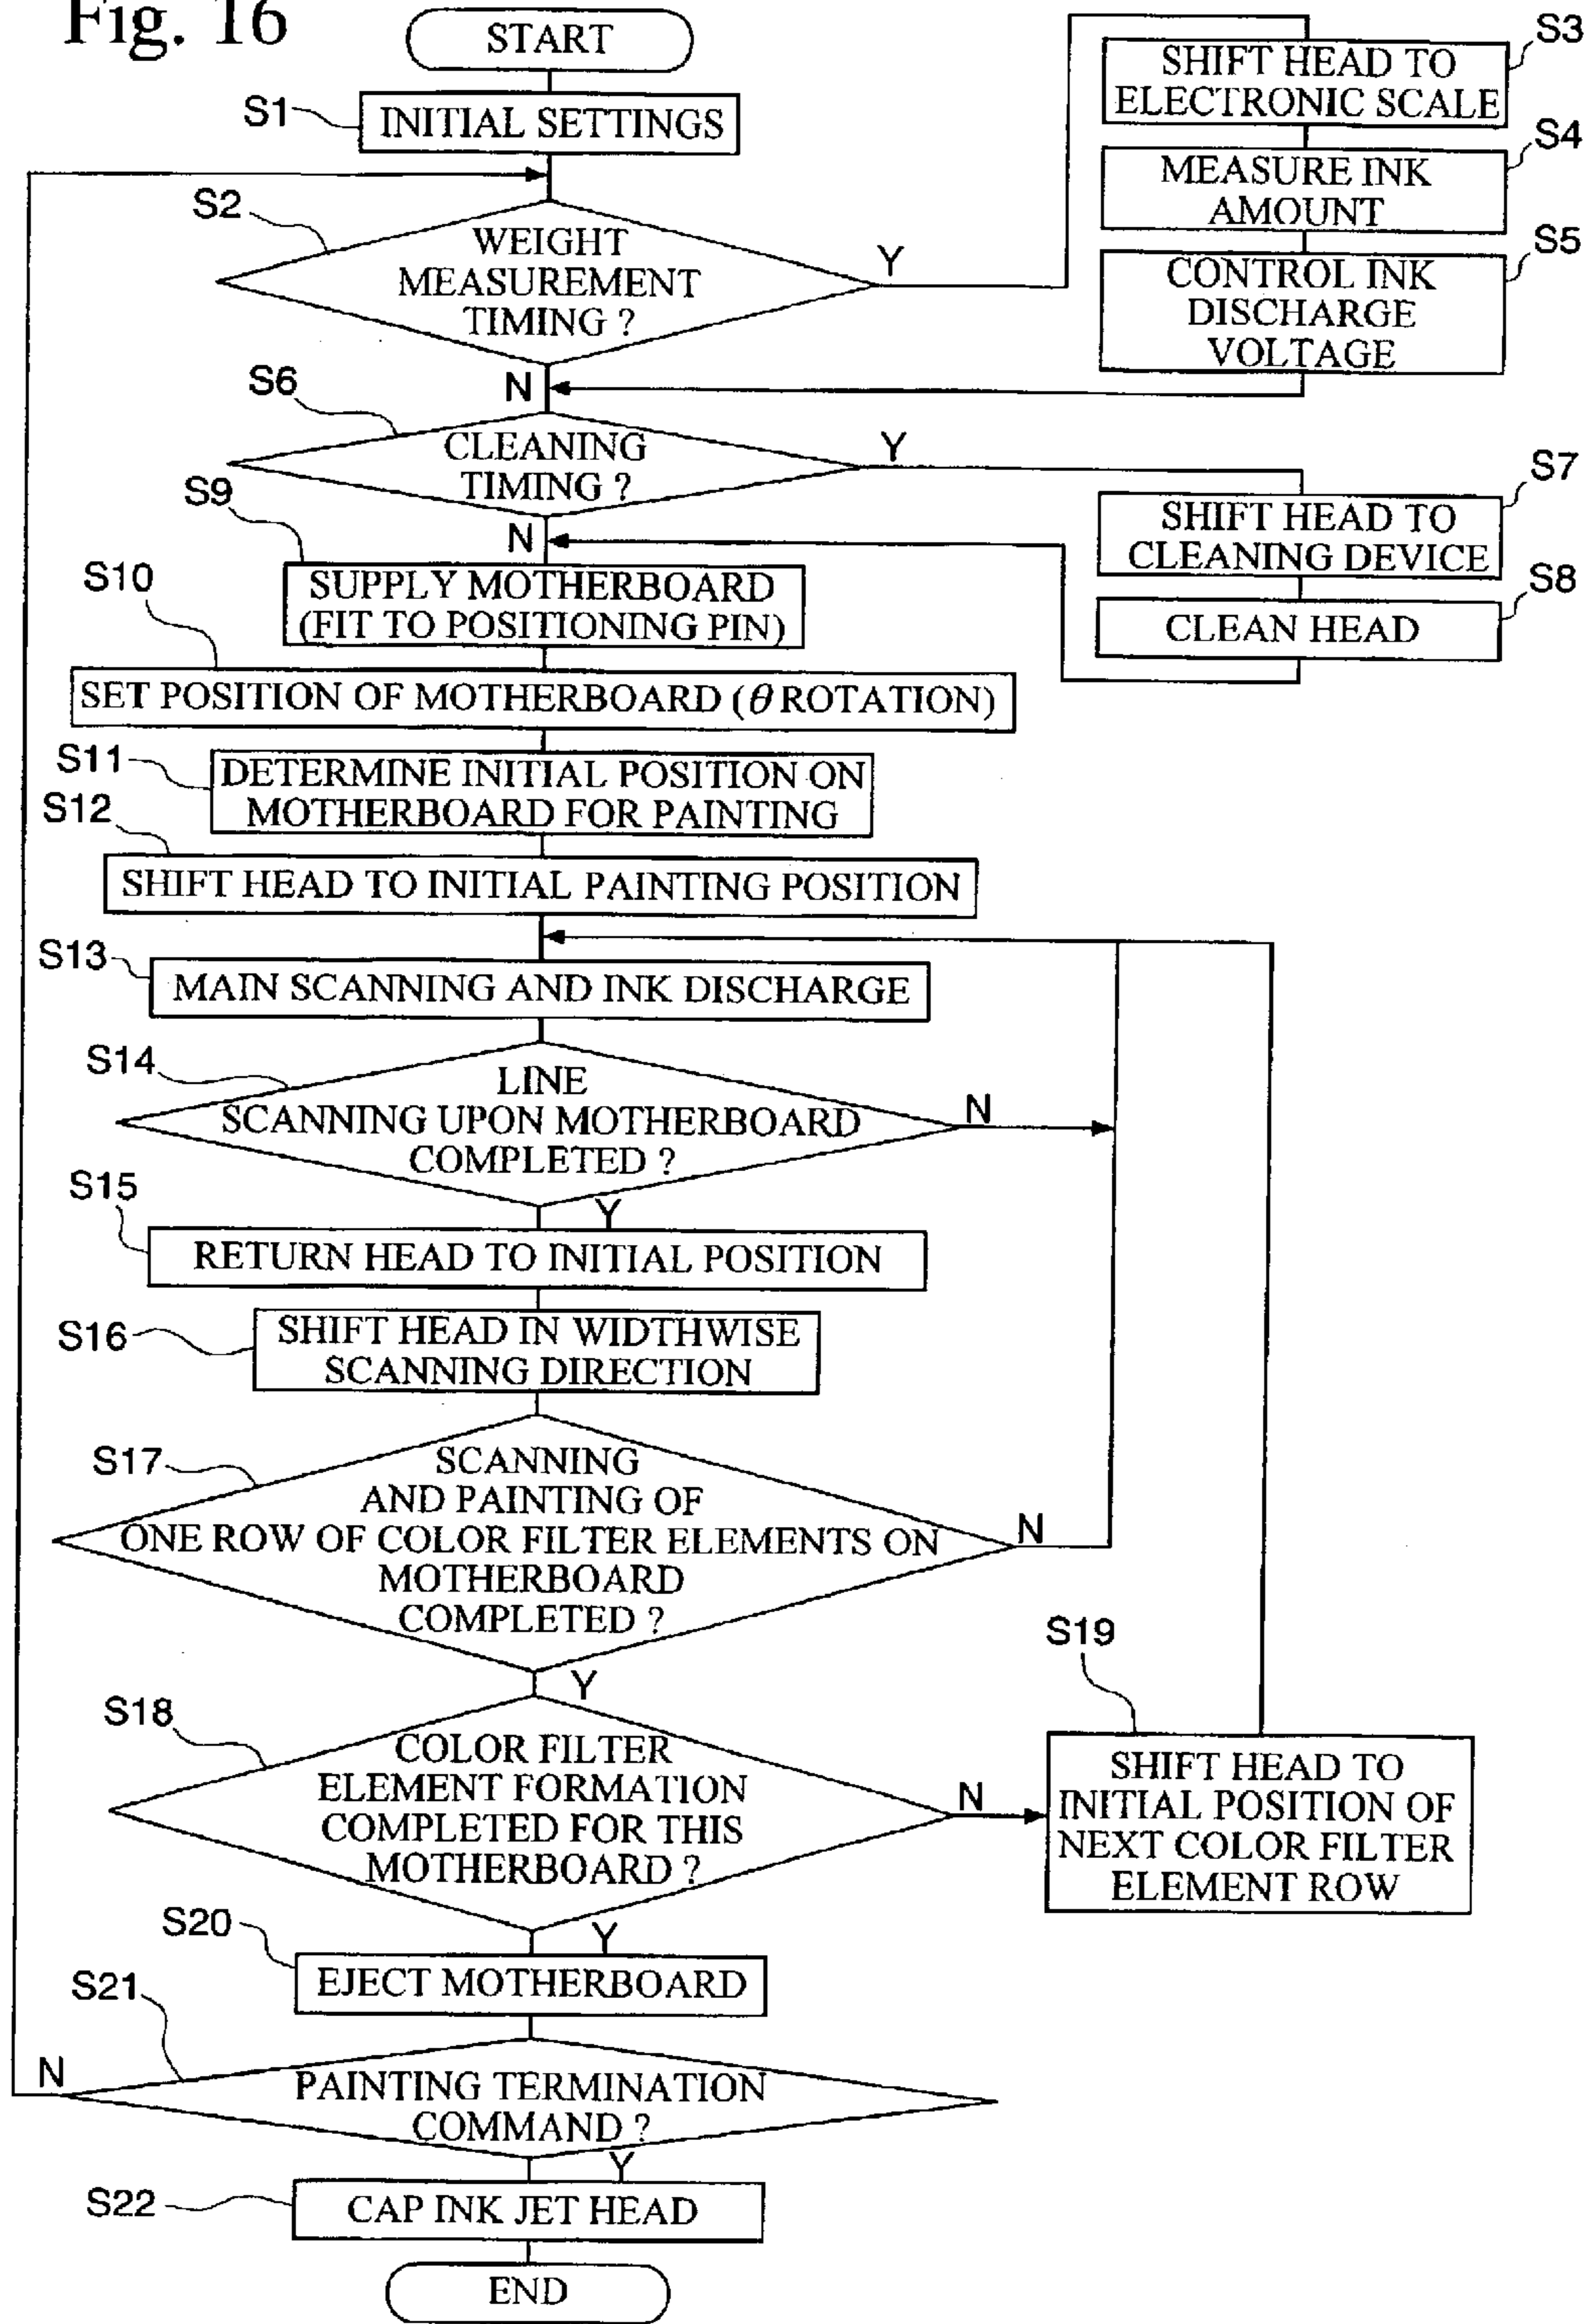 Fig. 16
START
S1
INITIAL SETTINGS
S2
WEIGHT
MEASUREMENT
TIMING ?
Y
N
S3
SHIFT HEAD TO
ELECTRONIC SCALE
S4
MEASURE INK
AMOUNT
S5
CONTROL INK
DISCHARGE
VOLTAGE
S6
CLEANING
TIMING ?
Y
N
S7
SHIFT HEAD TO
CLEANING DEVICE
S8
CLEAN HEAD
S9
SUPPLY MOTHERBOARD
(FIT TO POSITIONING PIN)
S10
SET POSITION OF MOTHERBOARD (θ ROTATION)
S11
DETERMINE INITIAL POSITION ON
MOTHERBOARD FOR PAINTING
S12
SHIFT HEAD TO INITIAL PAINTING POSITION
S13
MAIN SCANNING AND INK DISCHARGE
S14
LINE
SCANNING UPON MOTHERBOARD
COMPLETED ?
N
Y
S15
RETURN HEAD TO INITIAL POSITION
S16
SHIFT HEAD IN WIDTHWISE
SCANNING DIRECTION
S17
SCANNING
AND PAINTING OF
ONE ROW OF COLOR FILTER ELEMENTS ON
MOTHERBOARD
COMPLETED ?
N
Y
S18
COLOR FILTER
ELEMENT FORMATION
COMPLETED FOR THIS
MOTHERBOARD ?
N
Y
S19
SHIFT HEAD TO
INITIAL POSITION OF
NEXT COLOR FILTER
ELEMENT ROW
S20
EJECT MOTHERBOARD
S21
PAINTING TERMINATION
COMMAND ?
N
Y
S22
CAP INK JET HEAD
END